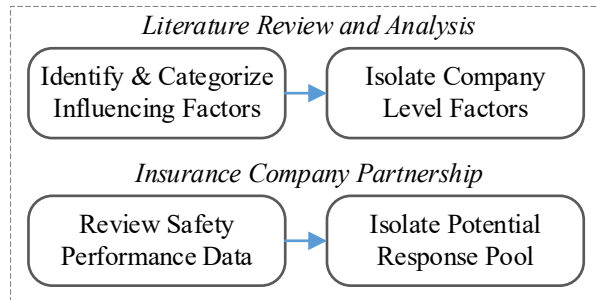 Literature Review and Analysis
Identify & Categorize
Influencing Factors
Isolate Company
Level Factors
Insurance Company Partnership
Review Safety
Performance Data
Isolate Potential
Response Pool